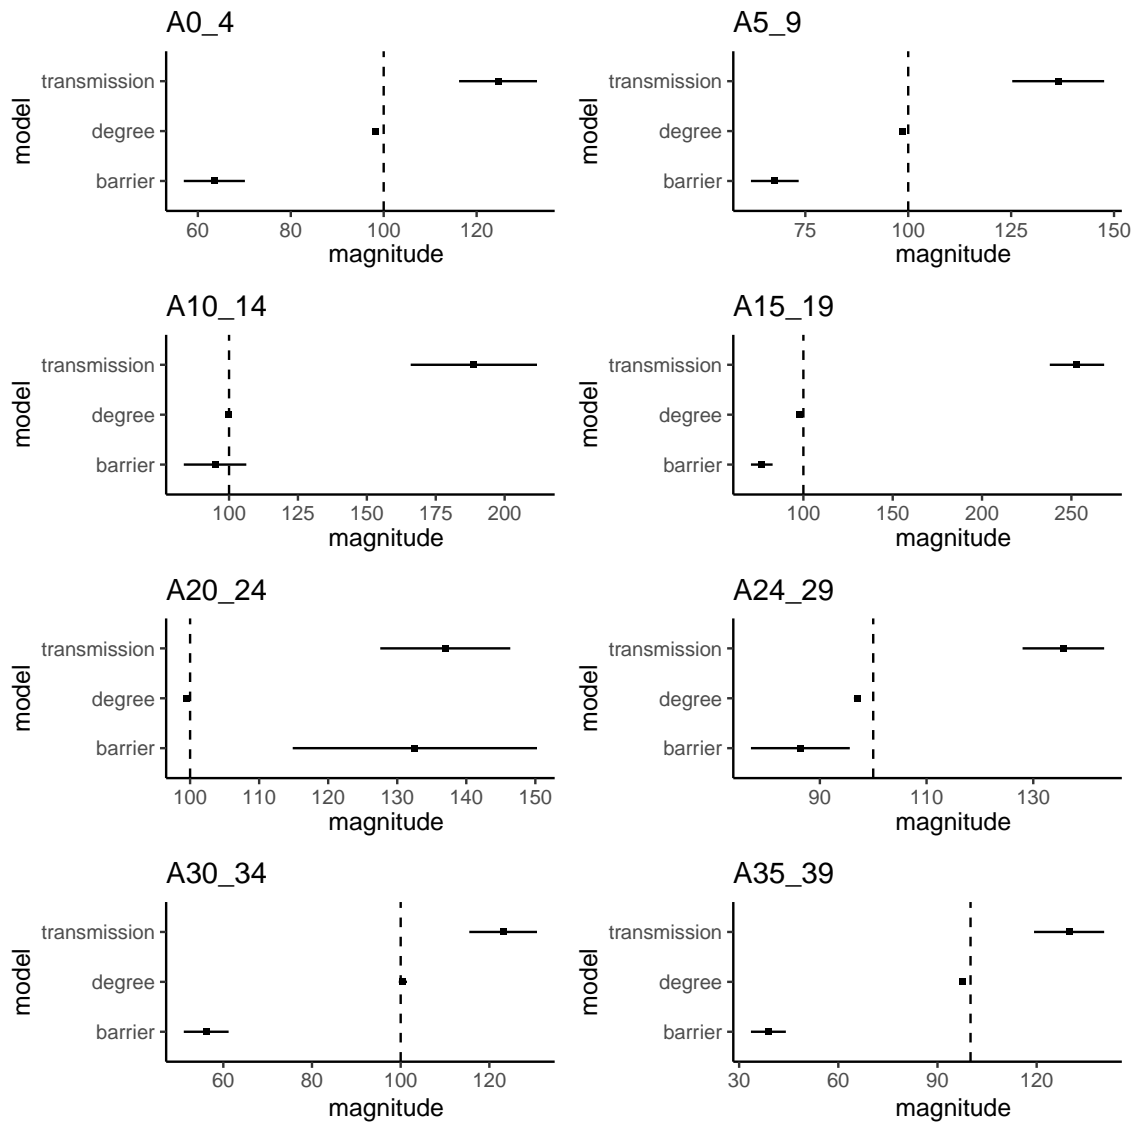 A0_4
model
transmission
degree
barrier
60 80 100 120
magnitude
A5_9
model
transmission
degree
barrier
75 100 125 150
magnitude
A10_14
model
transmission
degree
barrier
100 125 150 175 200
magnitude
A15_19
model
transmission
degree
barrier
100 150 200 250
magnitude
A20_24
model
transmission
degree
barrier
100 110 120 130 140 150
magnitude
A24_29
model
transmission
degree
barrier
90 110 130
magnitude
A30_34
model
transmission
degree
barrier
60 80 100 120
magnitude
A35_39
model
transmission
degree
barrier
30 60 90 120
magnitude